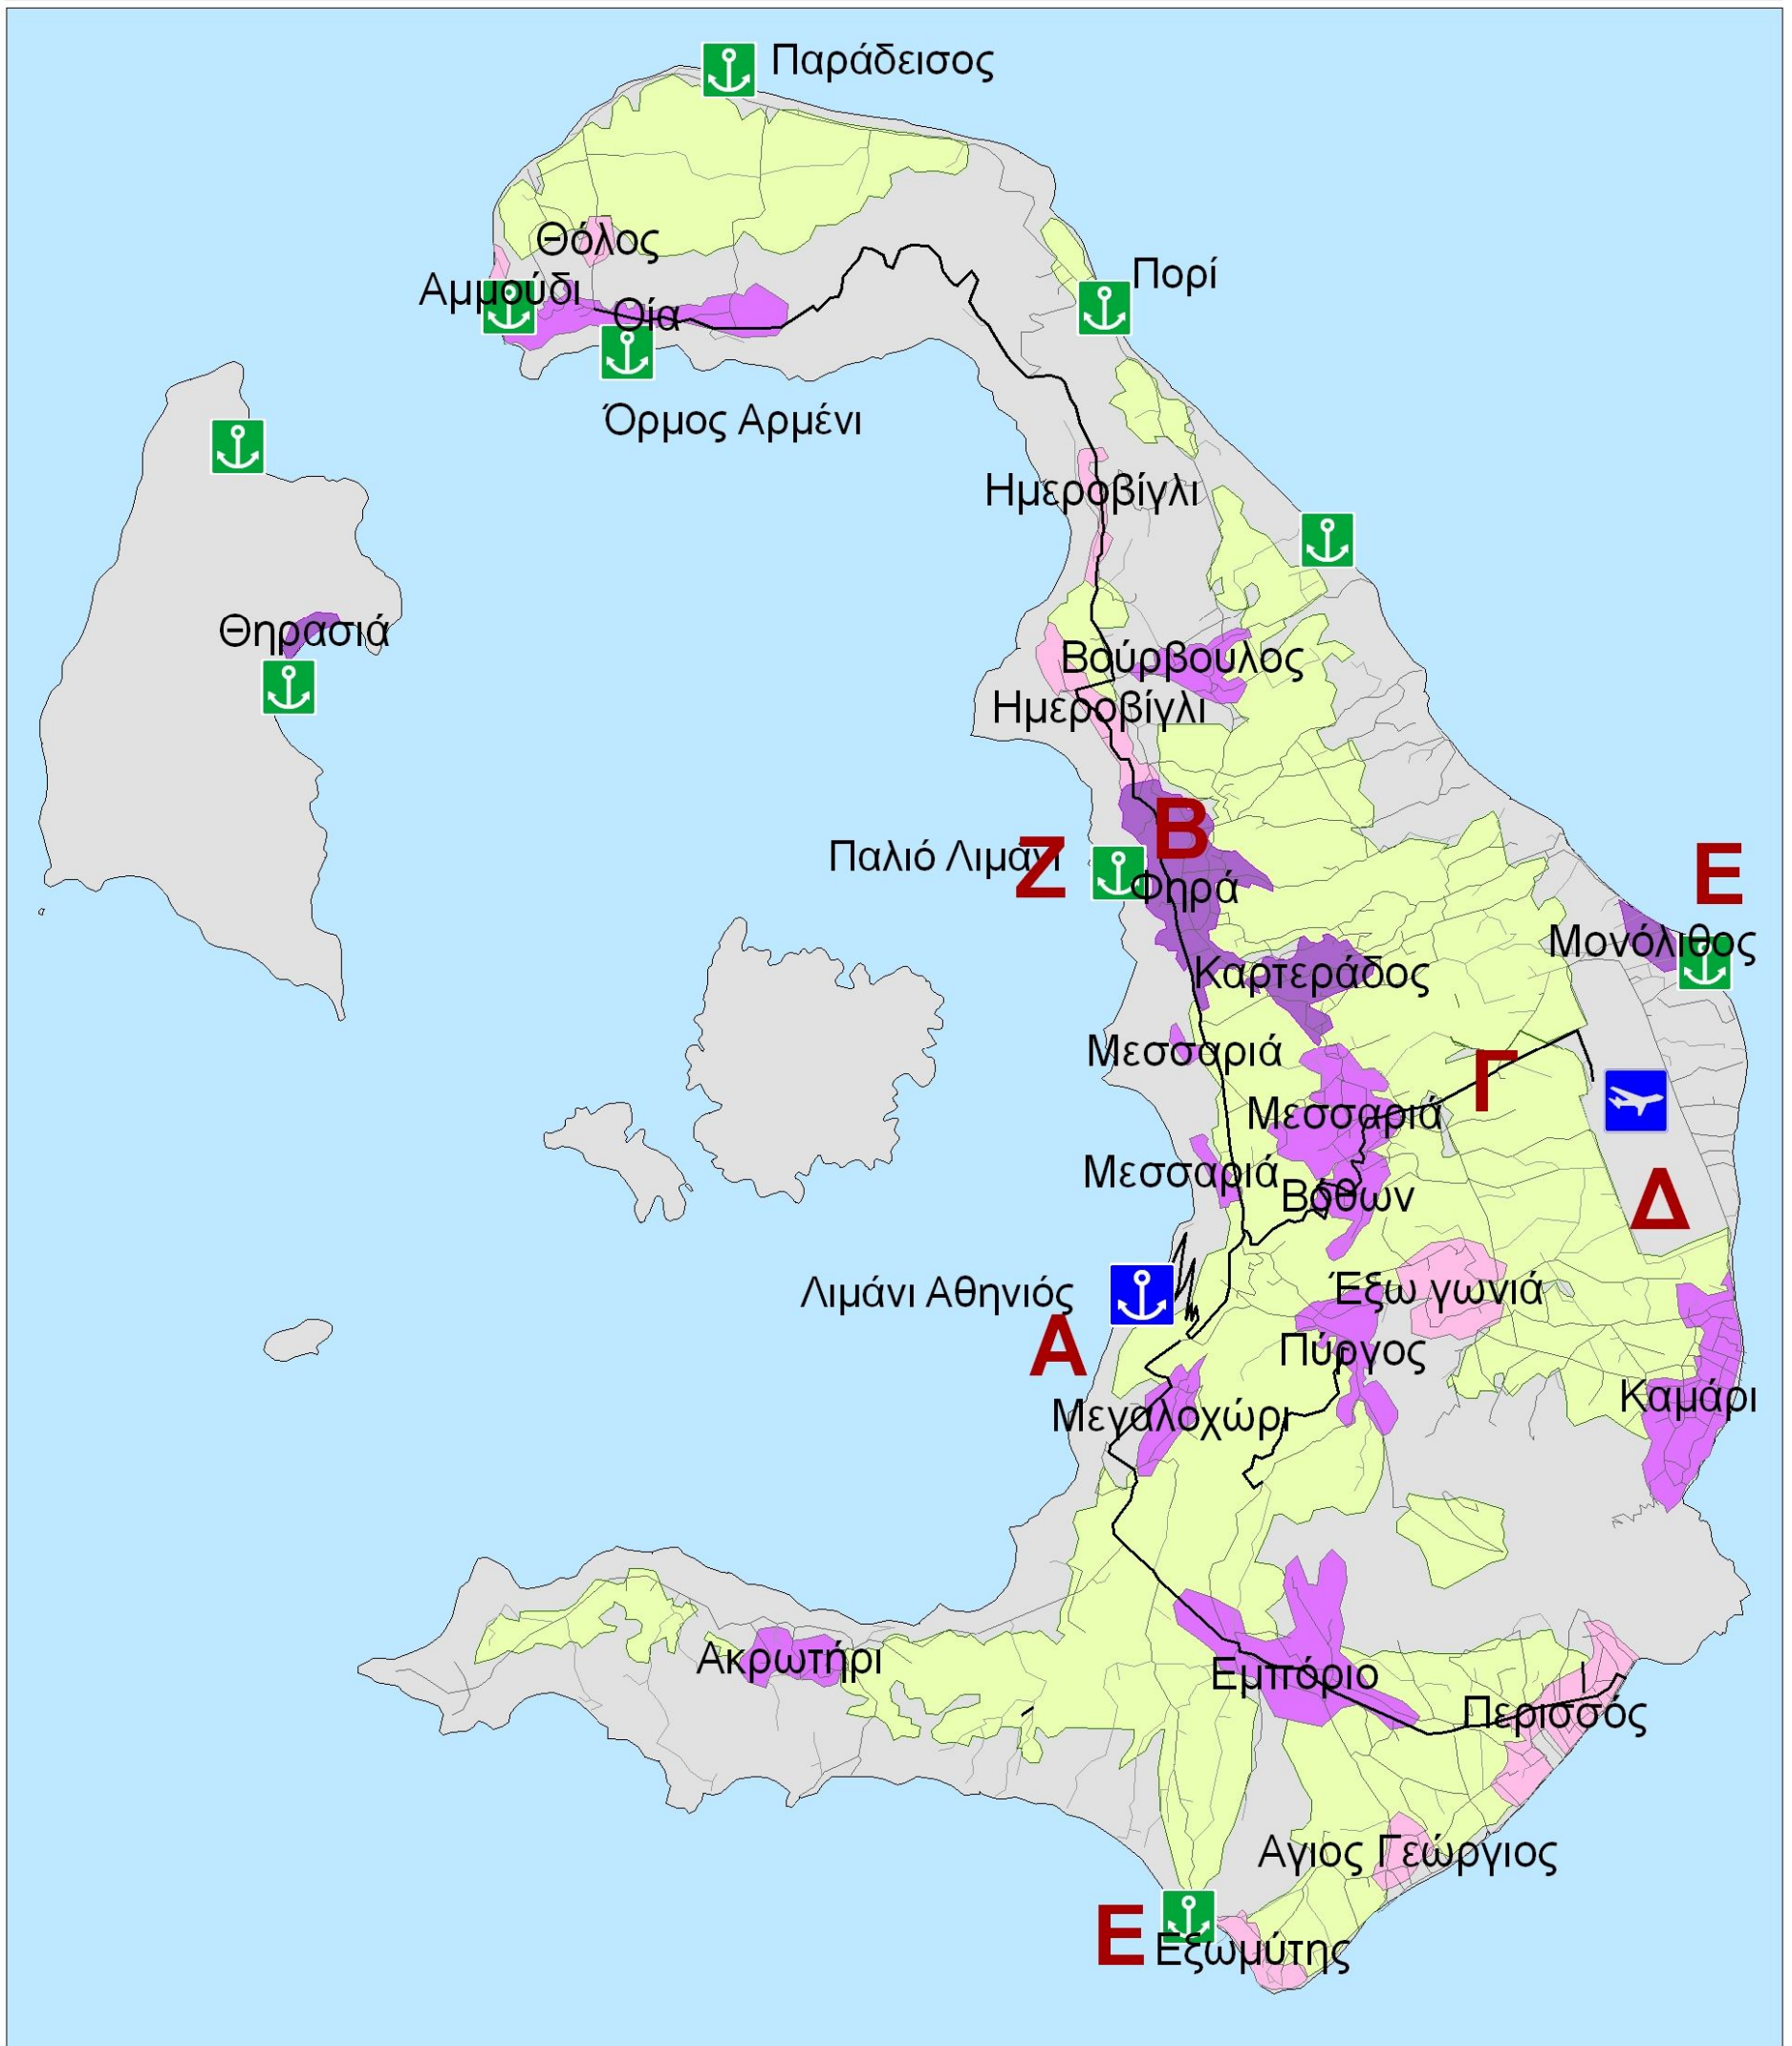 Παράδεισος
Θόλος
Πορί
Αμμούδι
Οία
Όρμος Αρμένι
Ημεροβίγλι
Θηρασιά
Βούρβουλος
Ημεροβίγλι
Β
Παλιό Λιμάνι
Ζ
Ε
Φηρά
Μονόλιθος
Καρτεράδος
Μεσσαριά
Γ
Μεσσαριά
Μεσσαριά
Βόθων
Δ
Λιμάνι Αθηνιός
Έξω γωνιά
Α
Πύργος
Καμάρι
Μεγαλοχώρι
Ακρωτήρι
Εμπόριο
Περισσός
Αγιος Γεώργιος
Ε
Εξωμύτης